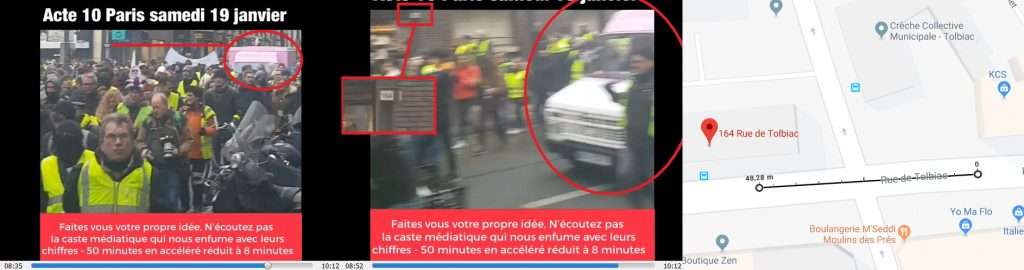 Acte 10 Paris samedi 19 janvier
Faites vous votre propre idée, N'écoutez pas
la caste médiatique qui nous enfume avec leurs
chiffres - 50 minutes en accéléré réduit à 8 minutes
08:35
10:12
164
Faites vous votre propre idée, N'écoutez pas
la caste médiatique qui nous enfume avec leurs
chiffres - 50 minutes en accéléré réduit à 8 minutes
08:52
10:12
Crèche Collective
Municipale - Tolbiac
KCS
164 Rue de Tolbiac
48,28 m
0
Rue de Tolbiac
Yo Ma Flo
Boulangerie M'Seddi
Moulins des Prés
Boutique Zen